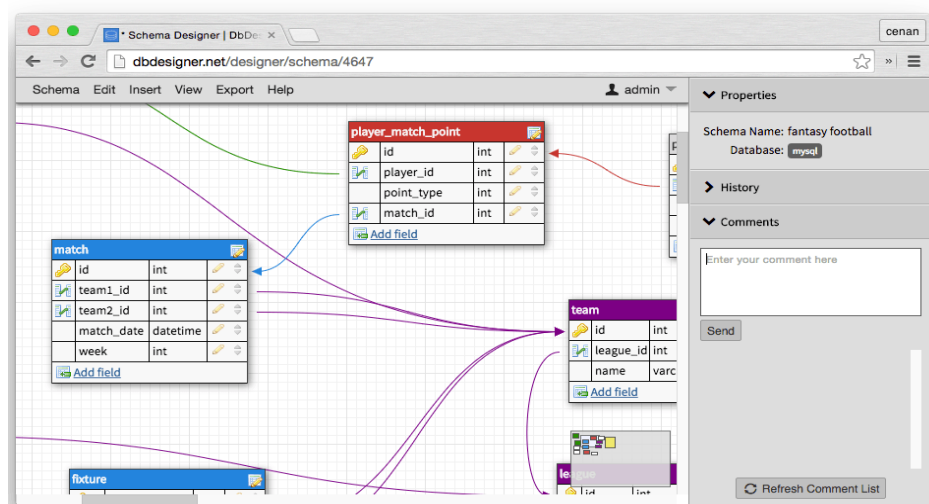 * Schema Designer | DbDe
cenan
dbdesigner.net/designer/schema/4647
Schema Edit Insert View Export Help admin
Properties
Schema Name: fantasy football
Database: mysql
History
Comments
Enter your comment here
Send
Refresh Comment List
player_match_point
id int
player_id int
point_type int
match_id int
Add field
p
match
id int
team1_id int
team2_id int
match_date datetime
week int
Add field
team
id int
league_id int
name varc
Add field
fixture
league
id int